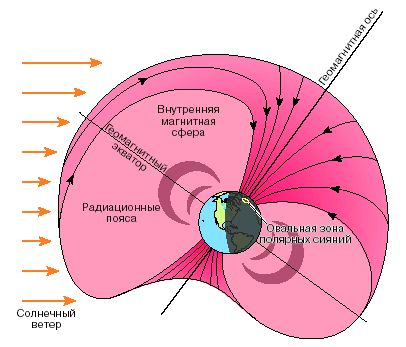 Геомагнитная ось
Внутренняя
магнитная
сфера
Геомагнитный
экватор
Радиационные
пояса
Овальная зона
полярных сияний
Солнечный
ветер